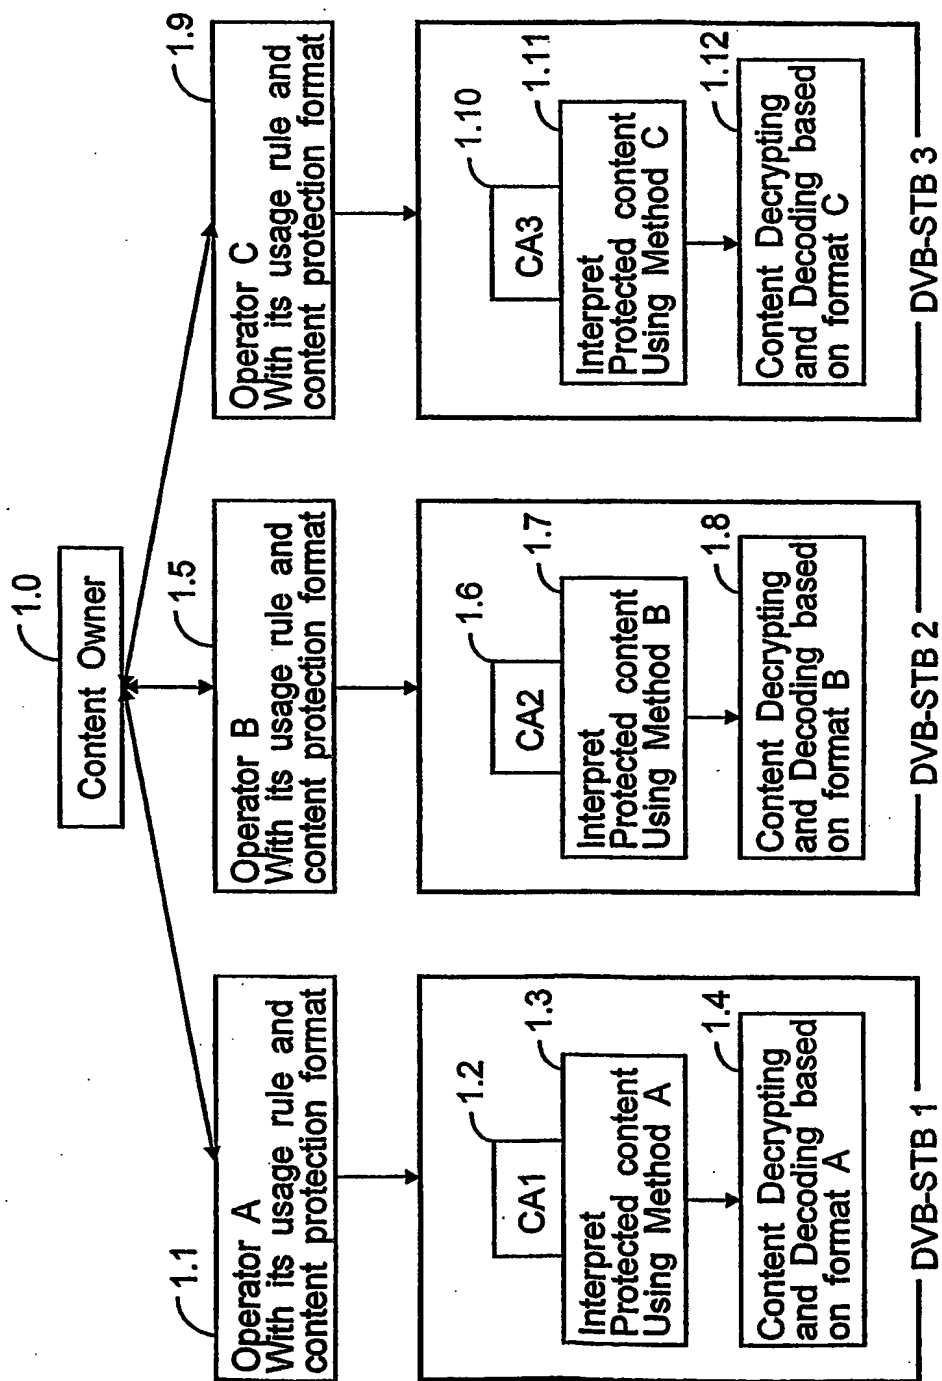 1.0
Content Owner
1.1
Operator A
With its usage rule and
content protection format
1.5
Operator B
With its usage rule and
content protection format
1.9
Operator C
With its usage rule and
content protection format
1.2
CA1
1.3
Interpret
Protected content
Using Method A
1.4
Content Decrypting
and Decoding based
on format A
DVB-STB 1
1.6
CA2
1.7
Interpret
Protected content
Using Method B
1.8
Content Decrypting
and Decoding based
on format B
DVB-STB 2
1.10
CA3
1.11
Interpret
Protected content
Using Method C
1.12
Content Decrypting
and Decoding based
on format C
DVB-STB 3